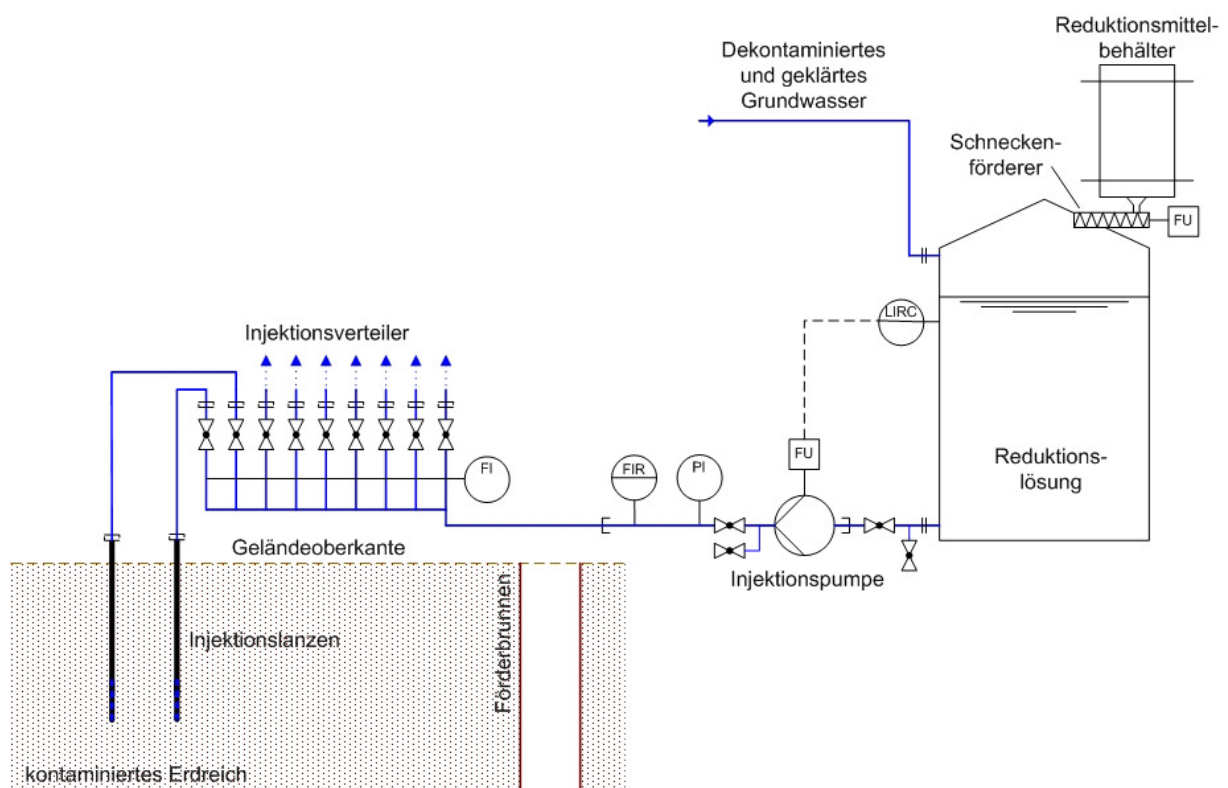 Reduktionsmittel-
behälter
Dekontaminiertes
und geklärtes
Grundwasser
Schnecken-
förderer
FU
LIRC
Injektionsverteiler
FU
Reduktions-
lösung
FI
FIR
PI
Injektionspumpe
Geländeoberkante
Injektionslanzen
Förderbrunnen
kontaminiertes Erdreich